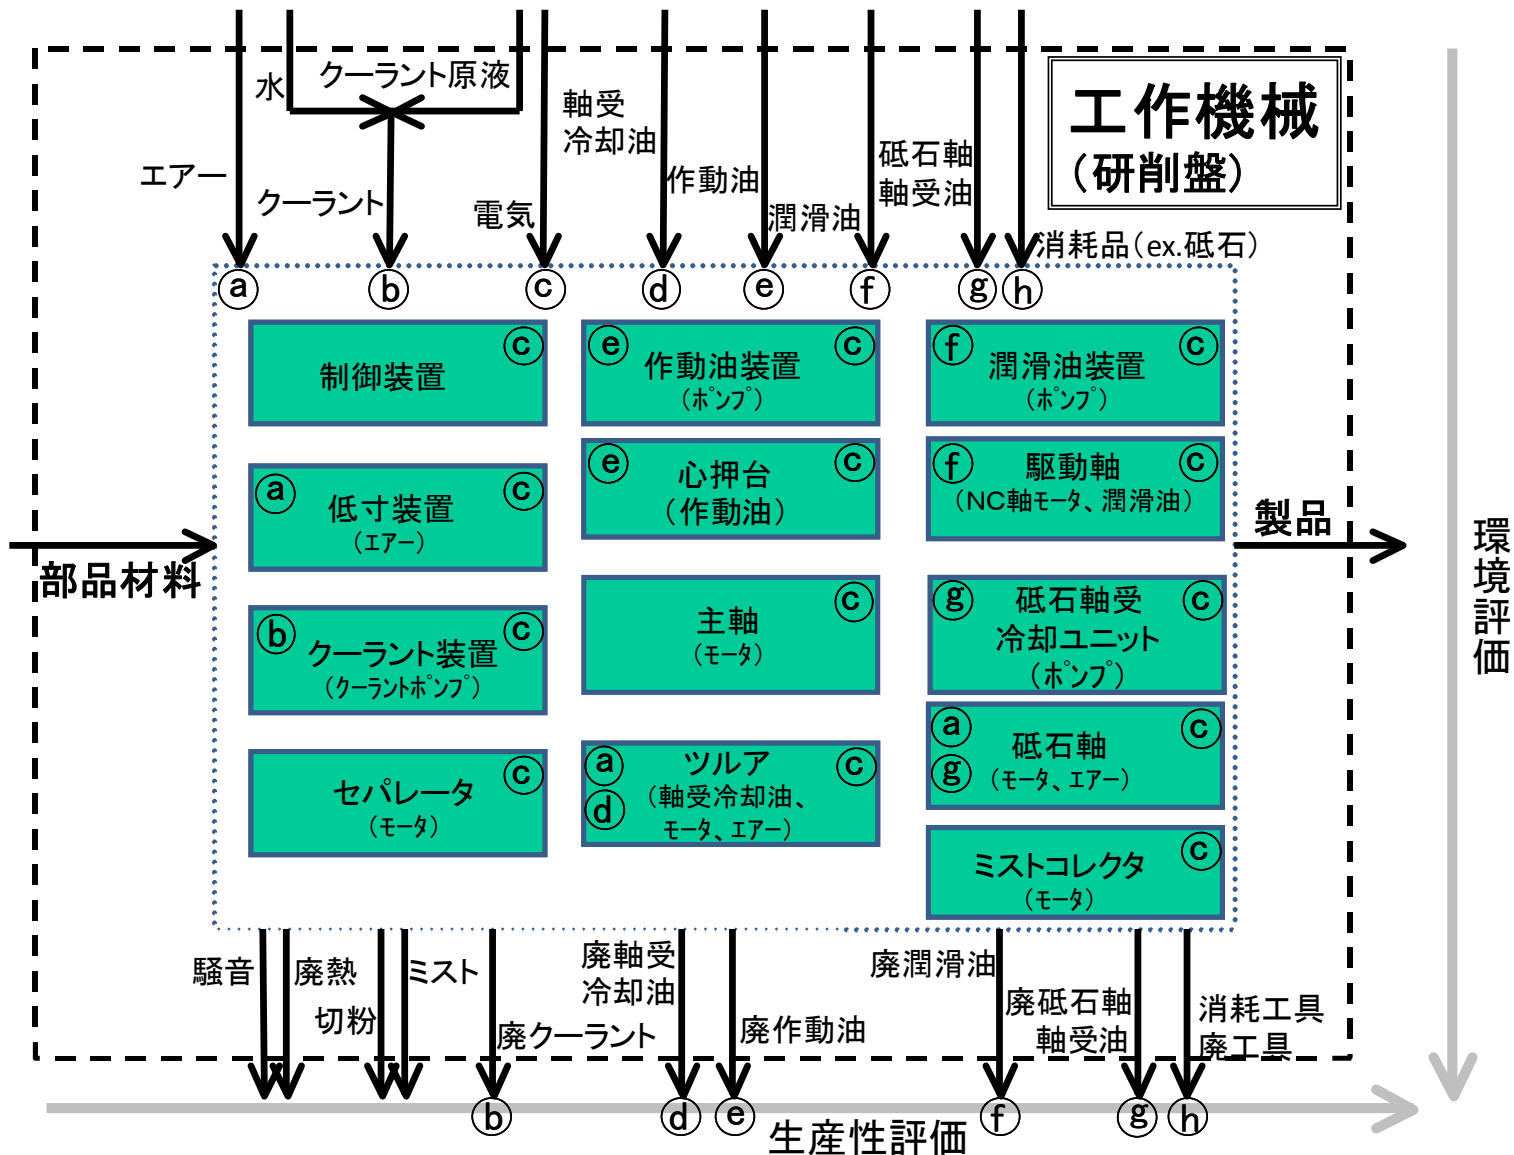 工作機械
（研削盤）
水
クーラント原液
エアー
クーラント
電気
軸受
冷却油
作動油
潤滑油
砥石軸
軸受油
消耗品（ex.砥石）
a
b
c
d
e
f
g
h
c
制御装置
e
c
作動油装置
（ﾎﾟﾝﾌﾟ）
f
c
潤滑油装置
（ﾎﾟﾝﾌﾟ）
a
c
低寸装置
（ｴｱｰ）
e
c
心押台
（作動油）
f
c
駆動軸
（NC軸ﾓｰﾀ、潤滑油）
部品材料
製品
b
c
クーラント装置
（ｸｰﾗﾝﾄﾎﾟﾝﾌﾟ）
c
主軸
（ﾓｰﾀ）
g
c
砥石軸受
冷却ユニット
（ﾎﾟﾝﾌﾟ）
c
セパレータ
（ﾓｰﾀ）
a
d
c
ツルア
（軸受冷却油、
ﾓｰﾀ、ｴｱｰ）
a
g
c
砥石軸
（ﾓｰﾀ、ｴｱｰ）
c
ミストコレクタ
（ﾓｰﾀ）
騒音
廃熱
切粉
ミスト
廃クーラント
廃軸受
冷却油
廃作動油
廃潤滑油
廃砥石軸
軸受油
消耗工具
廃工具
b
d
e
f
g
h
生産性評価
環境評価